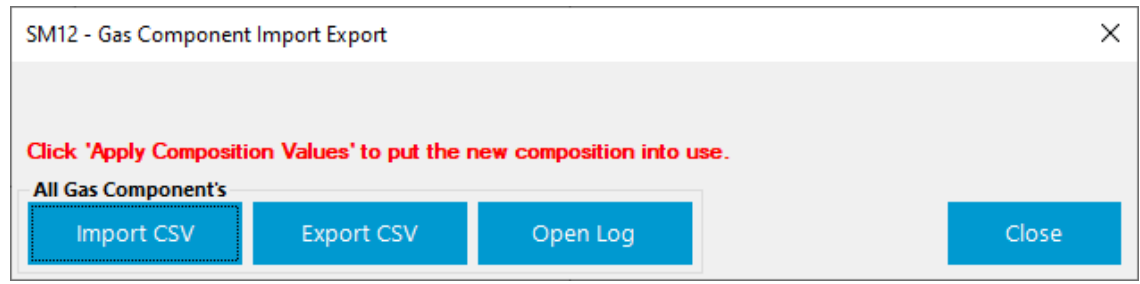 SM12 - Gas Component Import Export
Click 'Apply Composition Values' to put the new composition into use.
All Gas Component's
Import CSV Export CSV Open Log Close